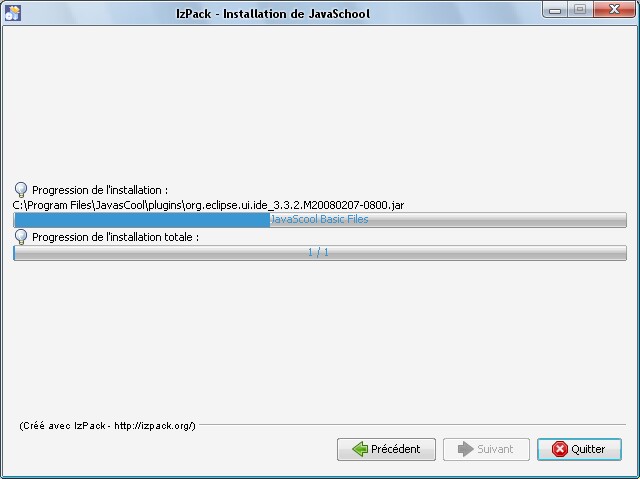 IzPack - Installation de JavaSchool
Progression de l'installation :
C:\Program Files\JavasCool\plugins\org.eclipse.ui.ide_3.3.2.M20080207-0800.jar
JavaScool Basic Files
Progression de l'installation totale :
1 / 1
(Créé avec IzPack - http://izpack.org/)
Précédent
Suivant
Quitter